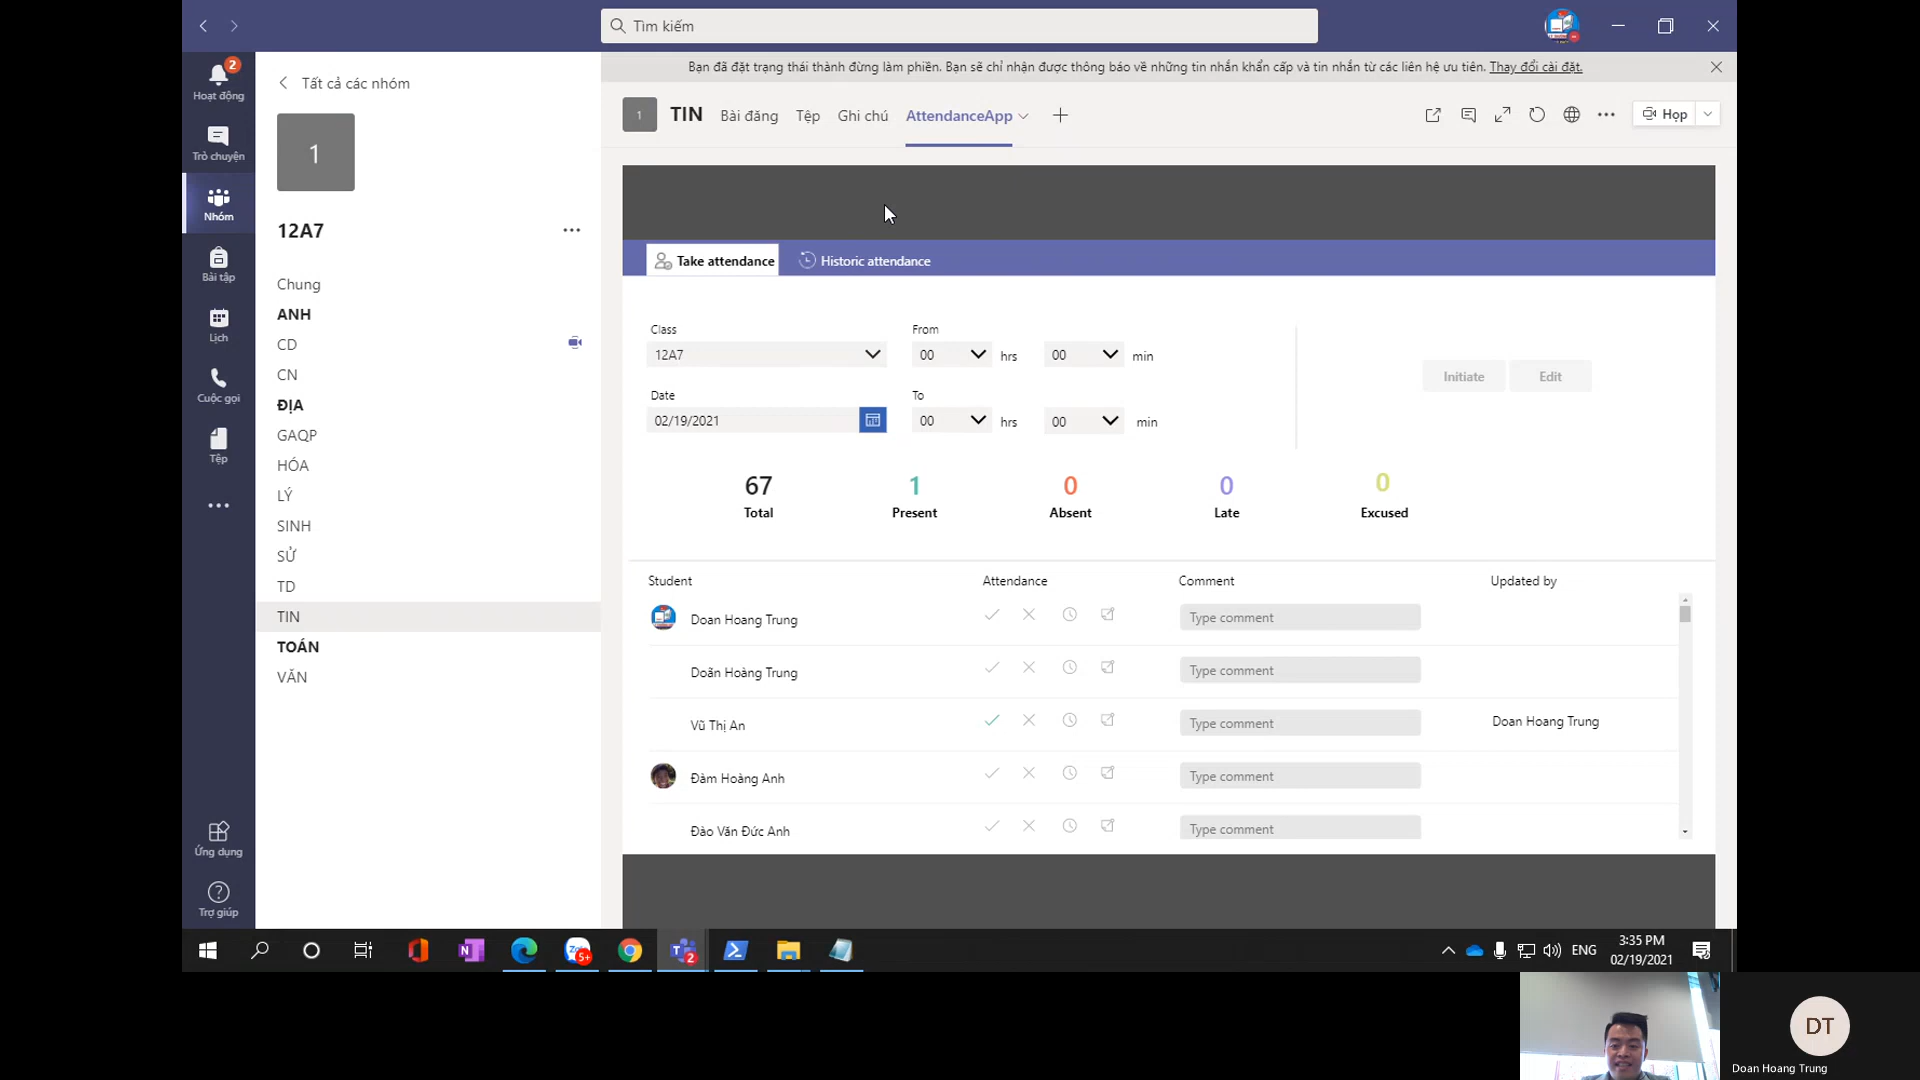 Tìm kiếm
Bạn đã đặt trạng thái thành đừng làm phiền. Bạn sẽ chỉ nhận được thông báo về những tin nhắn khẩn cấp và tin nhắn từ các liên hệ ưu tiên. Thay đổi cài đặt.
2
Hoạt động
Trò chuyện
Nhóm
Bài tập
Lịch
Cuộc gọi
Tệp
Ứng dụng
Trợ giúp
Tất cả các nhóm
1
12A7
Chung
ANH
CD
CN
ĐỊA
GAQP
HÓA
LÝ
SINH
SỬ
TD
TIN
TOÁN
VĂN
1
TIN
Bài đăng
Tệp
Ghi chú
AttendanceApp
Họp
Take attendance
Historic attendance
Class
From
12A7
00
hrs
00
min
Date
To
02/19/2021
00
hrs
00
min
Initiate
Edit
67
1
0
0
0
Total
Present
Absent
Late
Excused
Student
Attendance
Comment
Updated by
Doan Hoang Trung
Type comment
Doãn Hoàng Trung
Type comment
Vũ Thị An
Type comment
Doan Hoang Trung
Đàm Hoàng Anh
Type comment
Đào Văn Đức Anh
Type comment
Zalo
5+
2
ENG
3:35 PM
02/19/2021
DT
Doan Hoang Trung